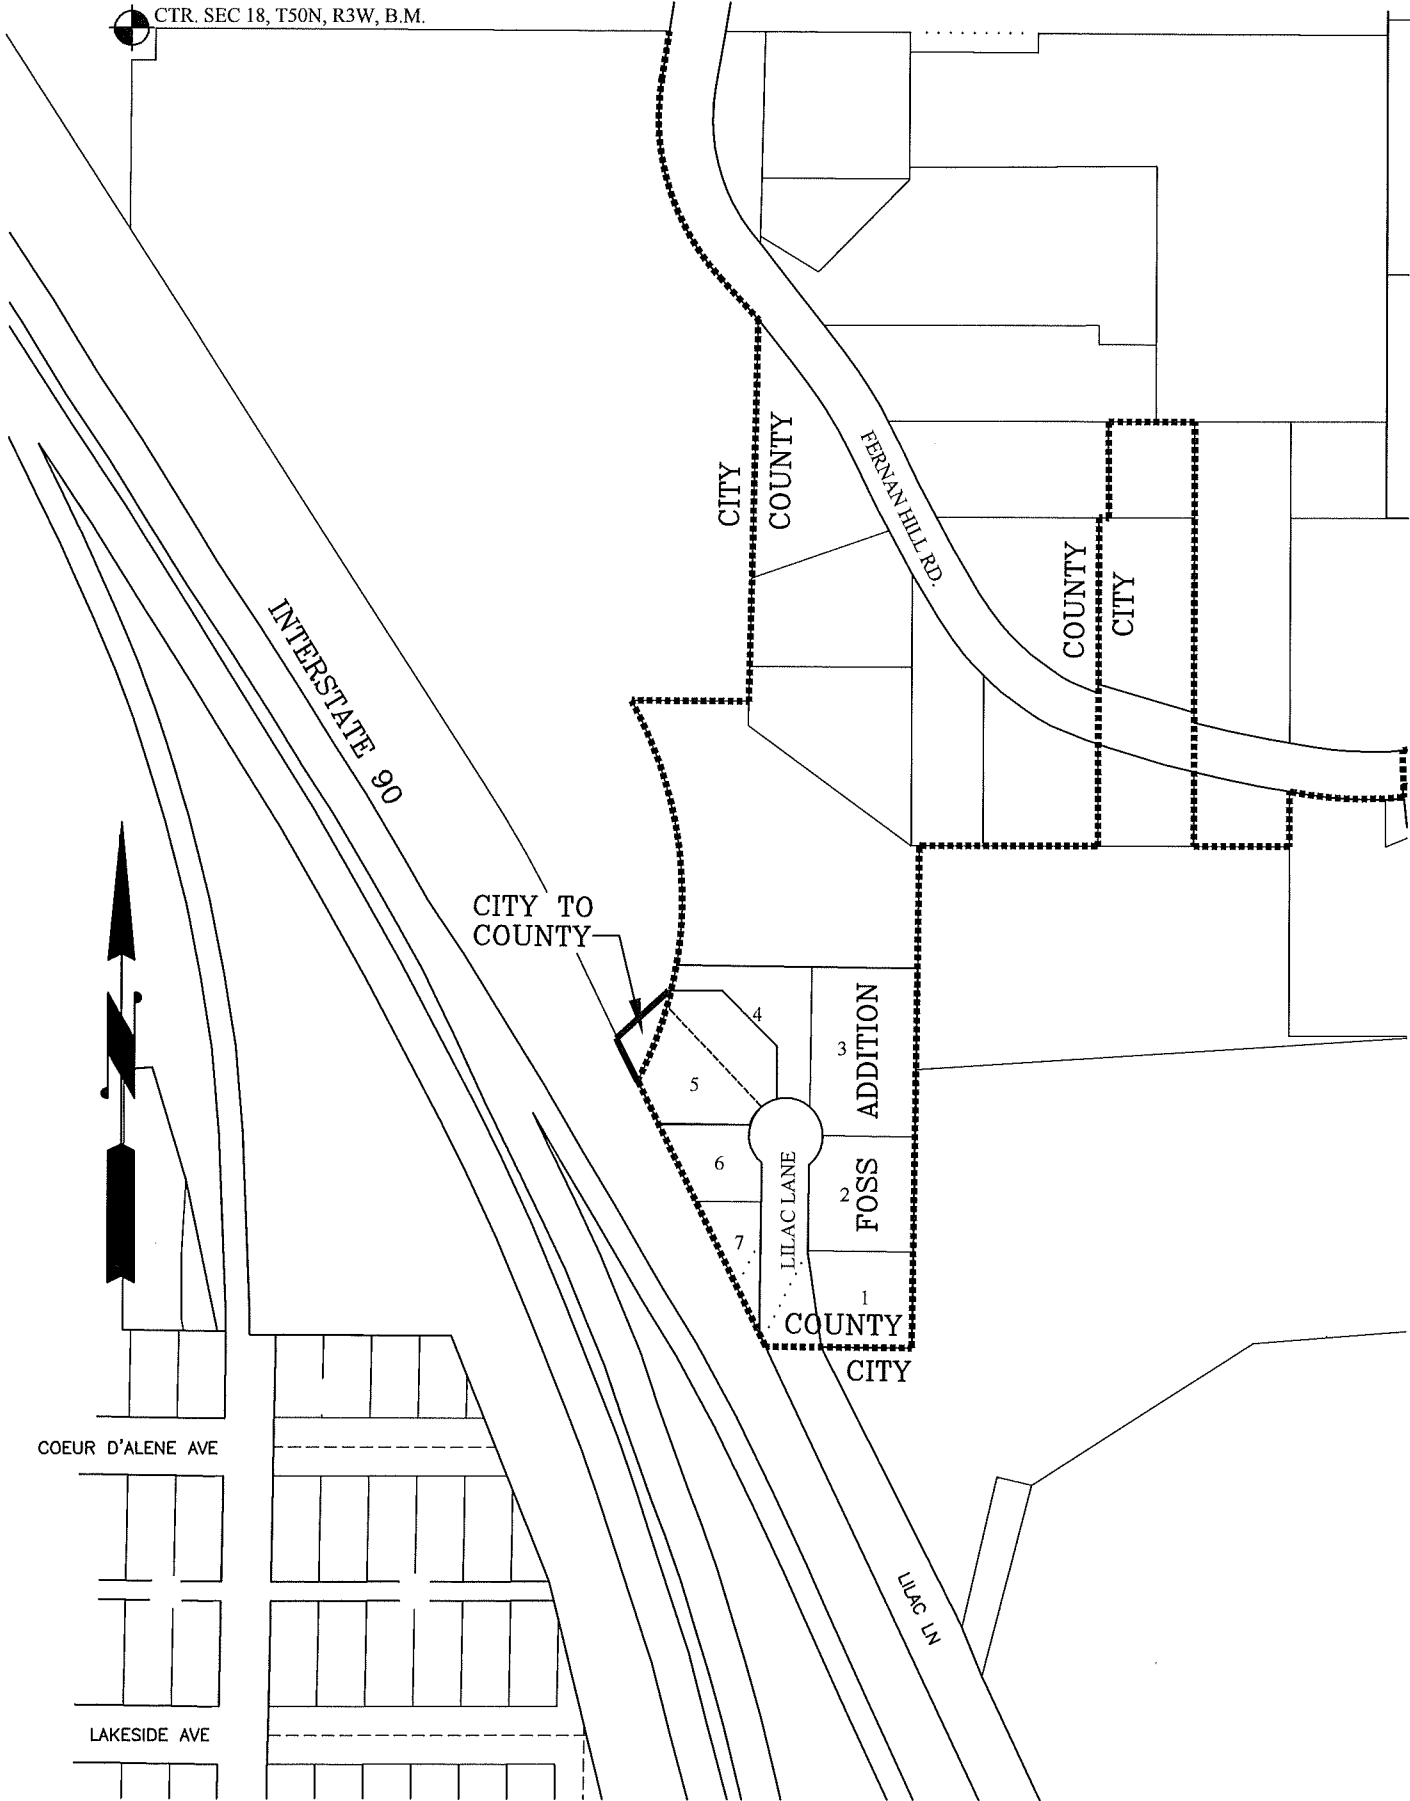 CTR. SEC 18, T50N, R3W, B.M.
CITY
COUNTY
FERNAN HILL RD.
COUNTY
CITY
INTERSTATE 90
CITY TO
COUNTY
4
3
ADDITION
5
6
LILAC LANE
2
FOSS
7
1
COUNTY
CITY
COEUR D'ALENE AVE
LILAC LN
LAKESIDE AVE
N